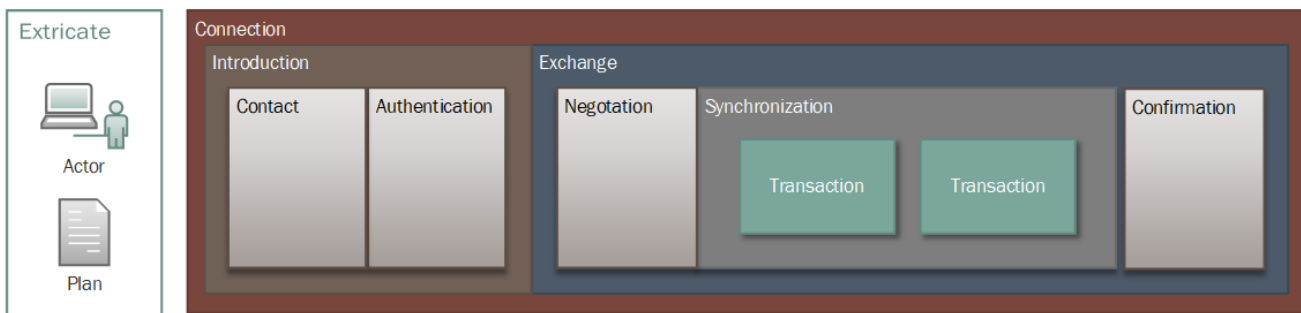 Extricate
Actor
Plan
Connection
Introduction
Contact
Authentication
Exchange
Negotation
Synchronization
Transaction
Transaction
Confirmation